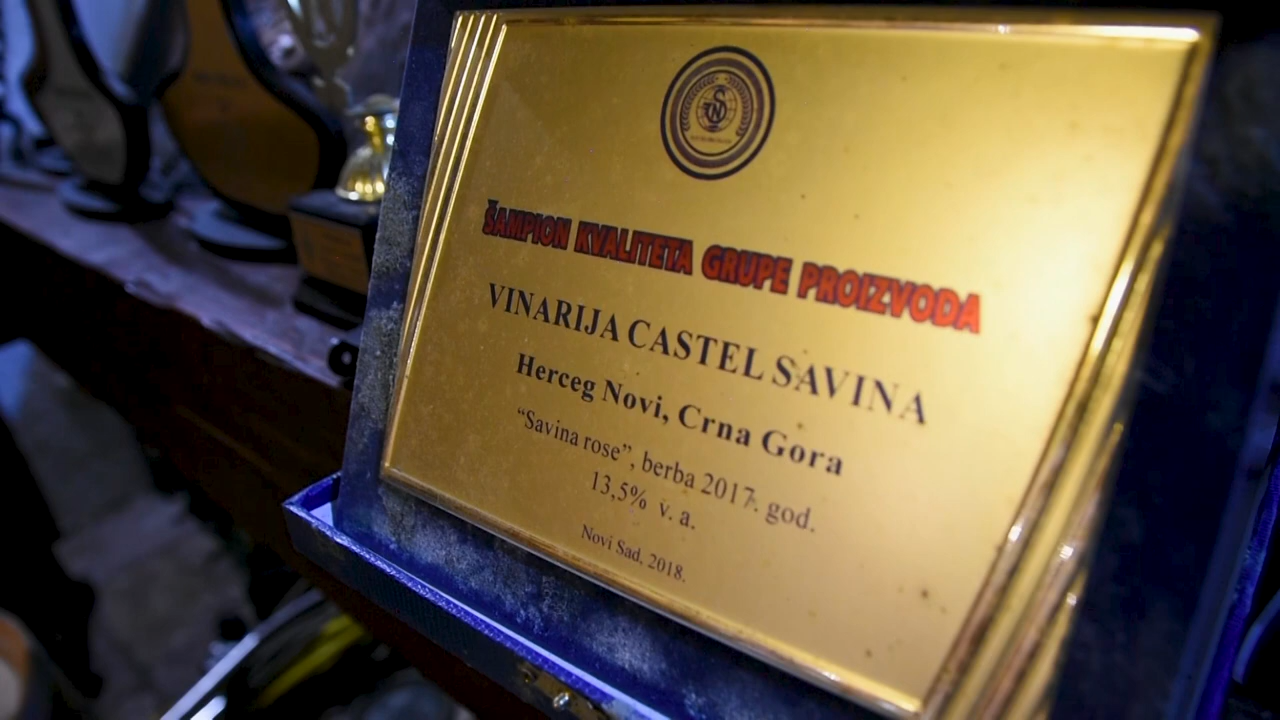 ŠAMPION KVALITETA GRUPE PROIZVODA
VINARIJA CASTEL SAVINA
Herceg Novi, Crna Gora
“Savina rose”, berba 2017. god.
13,5% v. a.
Novi Sad, 2018.